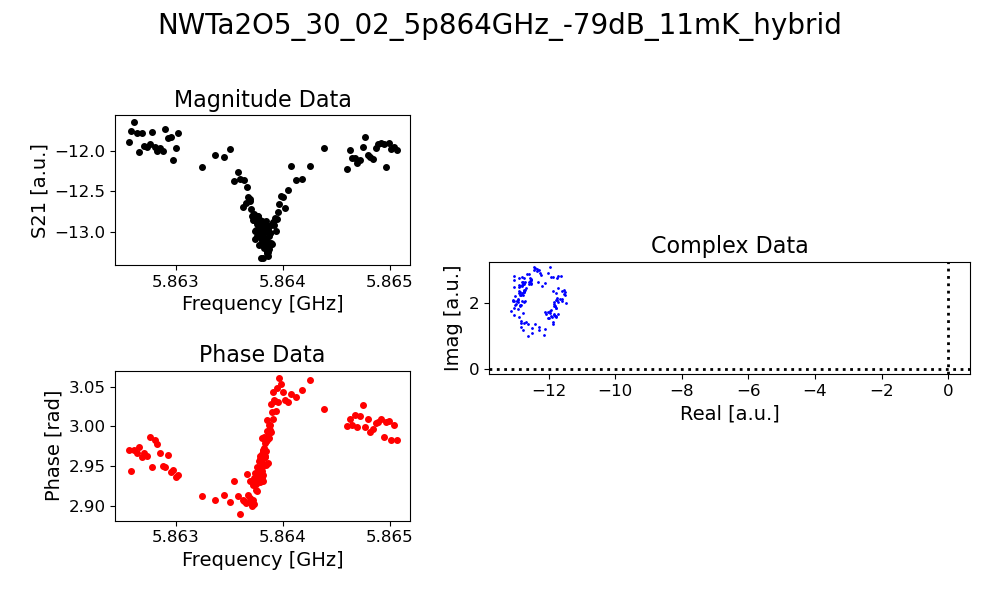 NWTa2O5_30_02_5p864GHz_-79dB_11mK_hybrid
Magnitude Data
S21 [a.u.]
−12.0
−12.5
−13.0
5.863 5.864 5.865
Frequency [GHz]
Phase Data
Phase [rad]
3.05
3.00
2.95
2.90
5.863 5.864 5.865
Frequency [GHz]
Complex Data
Imag [a.u.]
2
0
−12 −10 −8 −6 −4 −2 0
Real [a.u.]